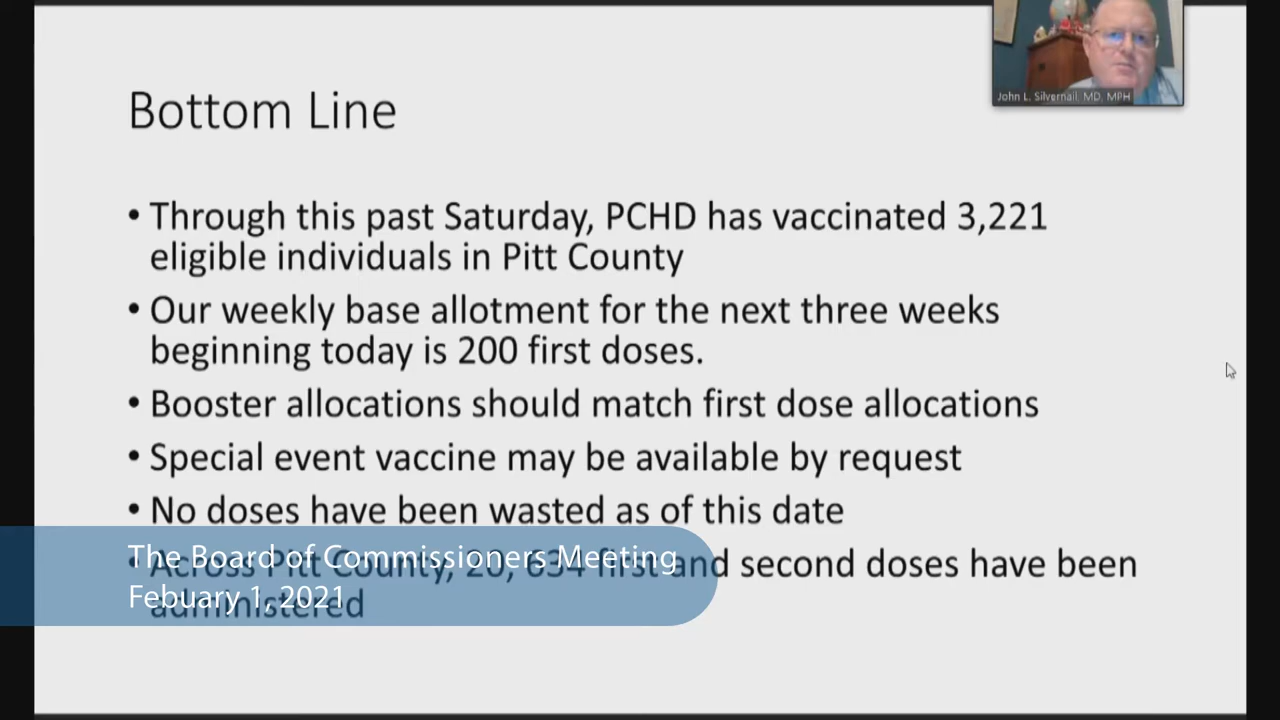 John L. Silvernail, MD, MPH
Bottom Line
• Through this past Saturday, PCHD has vaccinated 3,221
eligible individuals in Pitt County
• Our weekly base allotment for the next three weeks
beginning today is 200 first doses.
• Booster allocations should match first dose allocations
• Special event vaccine may be available by request
• No doses have been wasted as of this date
• Across Pitt County, 20, 634 first and second doses have been
administered
The Board of Commissioners Meeting
Febuary 1, 2021